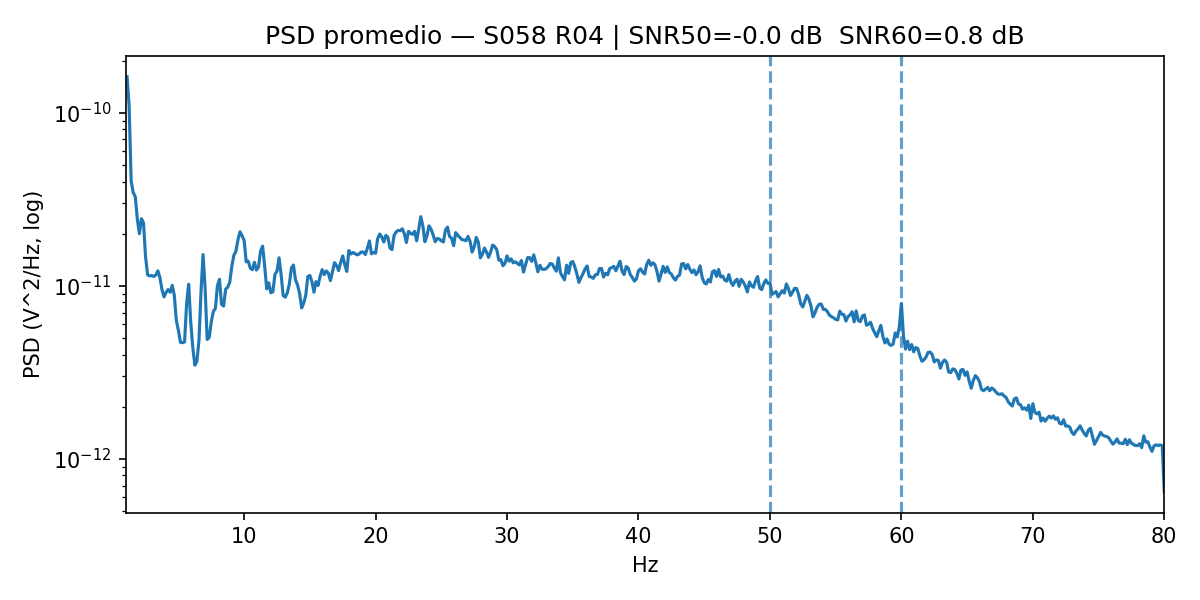 PSD promedio — S058 R04 | SNR50=-0.0 dB  SNR60=0.8 dB
PSD (V^2/Hz, log)
10⁻¹⁰
10⁻¹¹
10⁻¹²
10 20 30 40 50 60 70 80
Hz